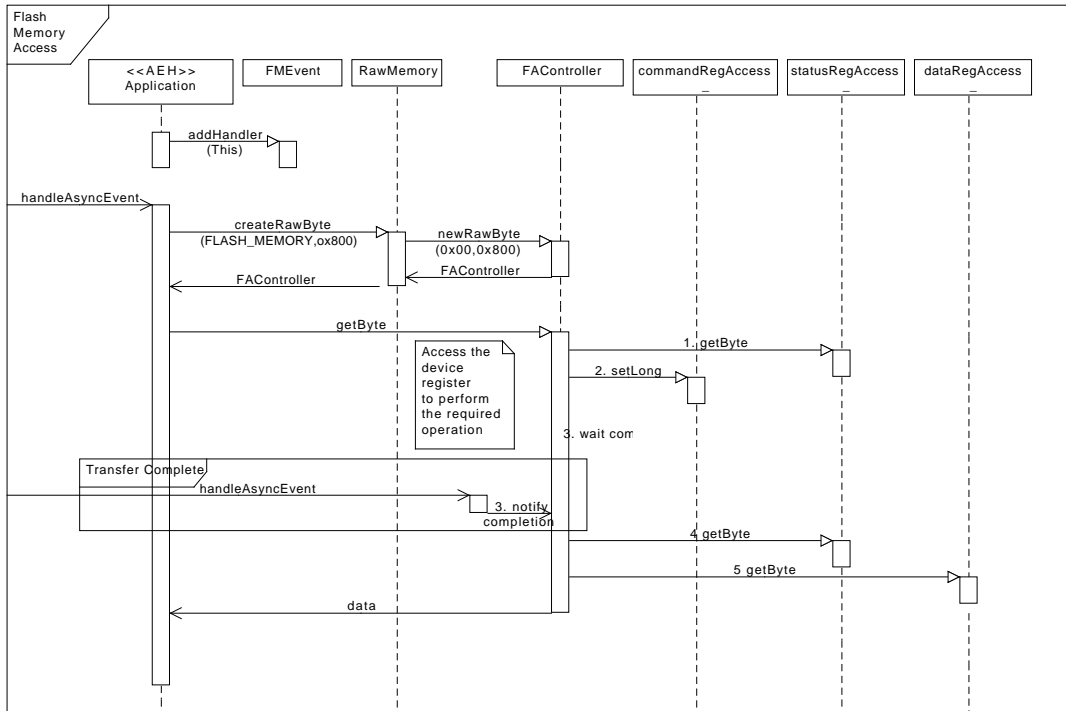 Flash
Memory
Access
<<AEH>>
Application
FMEvent
RawMemory
FAController
commandRegAccess
_
statusRegAccess
_
dataRegAccess
_
addHandler
(This)
handleAsyncEvent
createRawByte
(FLASH_MEMORY,ox800)
newRawByte
(0x00,0x800)
FAController
FAController
getByte
Access the
device
register
to perform
the required
operation
1. getByte
2. setLong
3. wait com
Transfer Complete
handleAsyncEvent
3. notify
completion
4 getByte
5 getByte
data